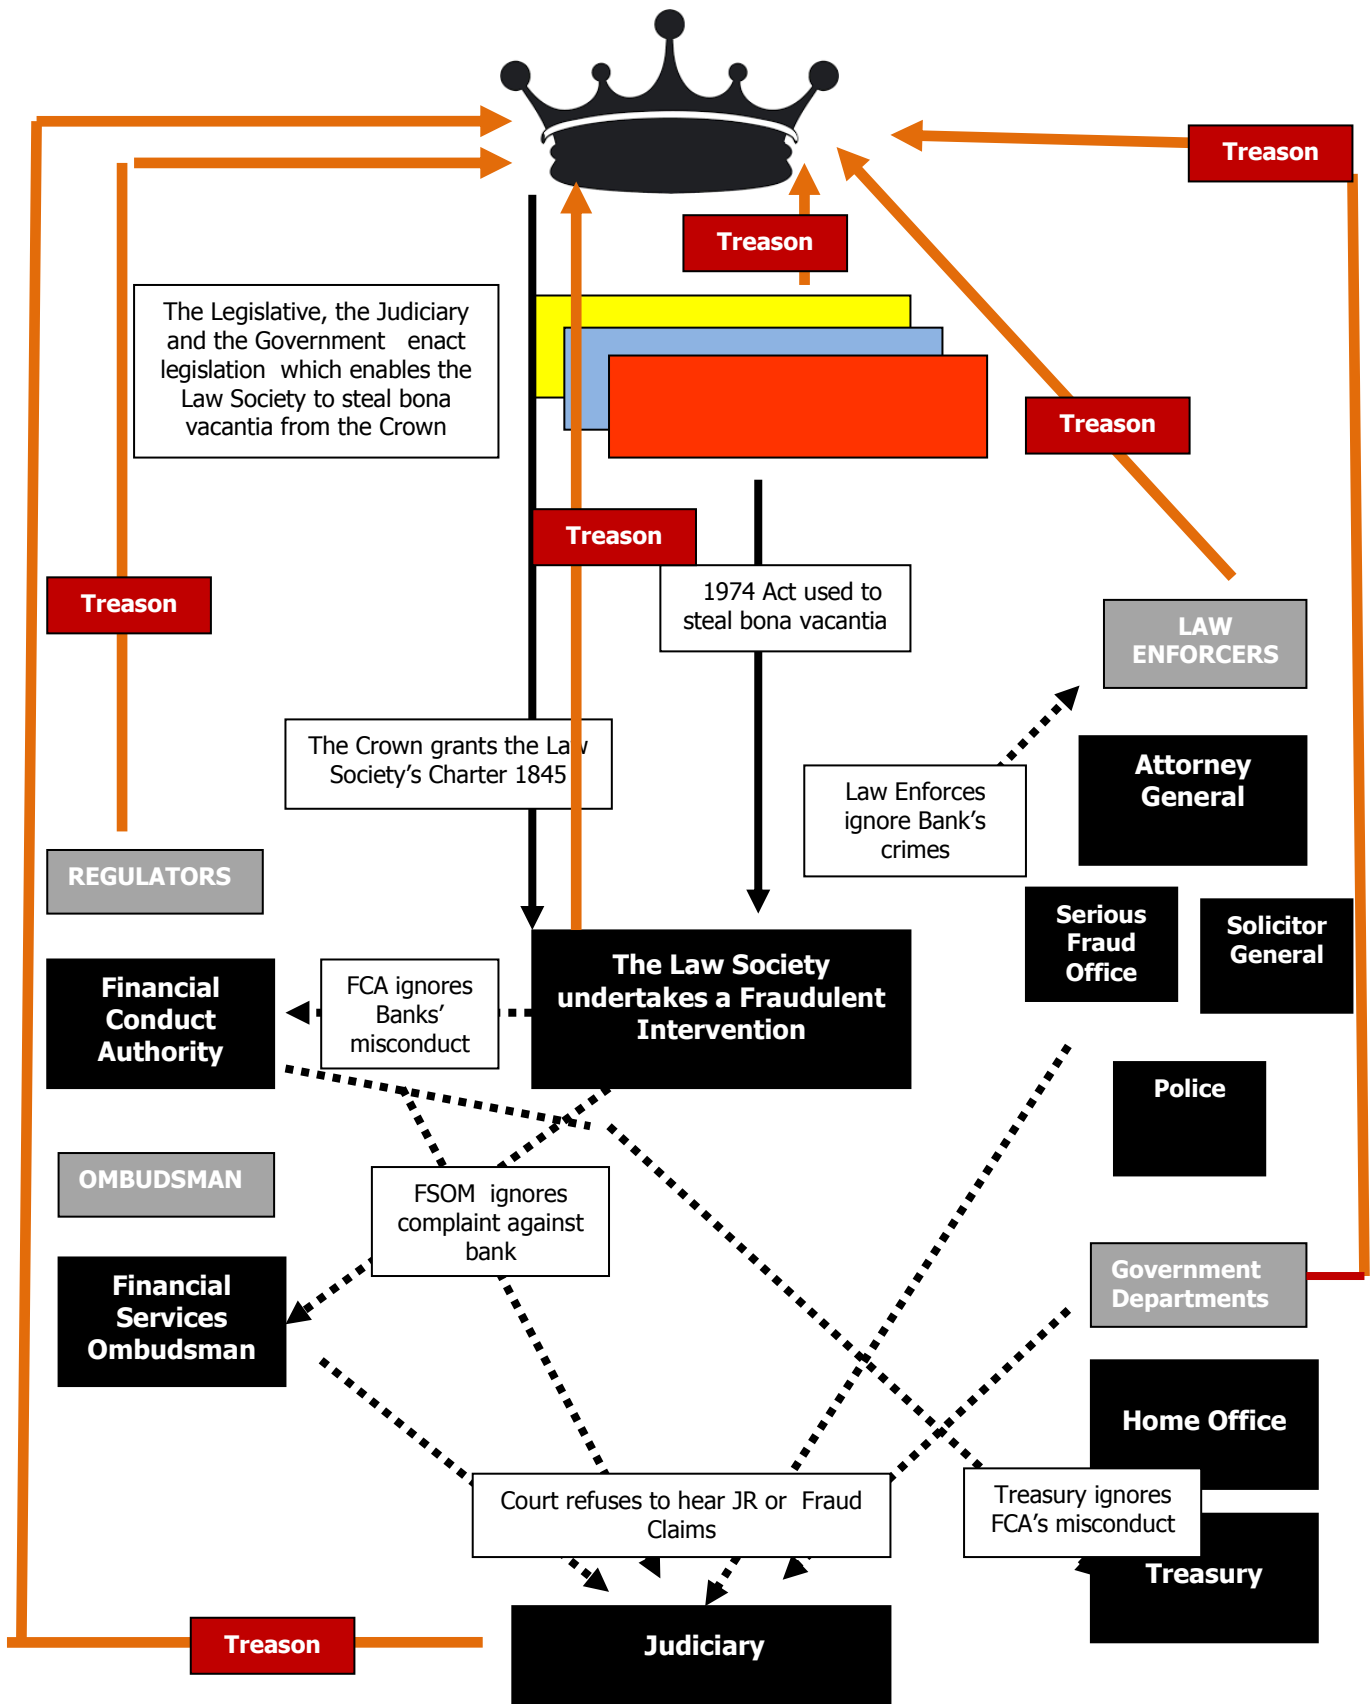 Treason
Treason
The Legislative, the Judiciary
and the Government enact
legislation which enables the
Law Society to steal bona
vacantia from the Crown
Treason
Treason
1974 Act used to
steal bona vacantia
Treason
LAW
ENFORCERS
The Crown grants the Law
Society’s Charter 1845
Law Enforces
ignore Bank’s
crimes
Attorney
General
REGULATORS
Serious
Fraud
Office
Solicitor
General
Financial
Conduct
Authority
FCA ignores
Banks’
misconduct
The Law Society
undertakes a Fraudulent
Intervention
Police
OMBUDSMAN
FSOM ignores
complaint against
bank
Government
Departments
Financial
Services
Ombudsman
Home Office
Court refuses to hear JR or Fraud
Claims
Treasury ignores
FCA’s misconduct
Treasury
Treason
Judiciary